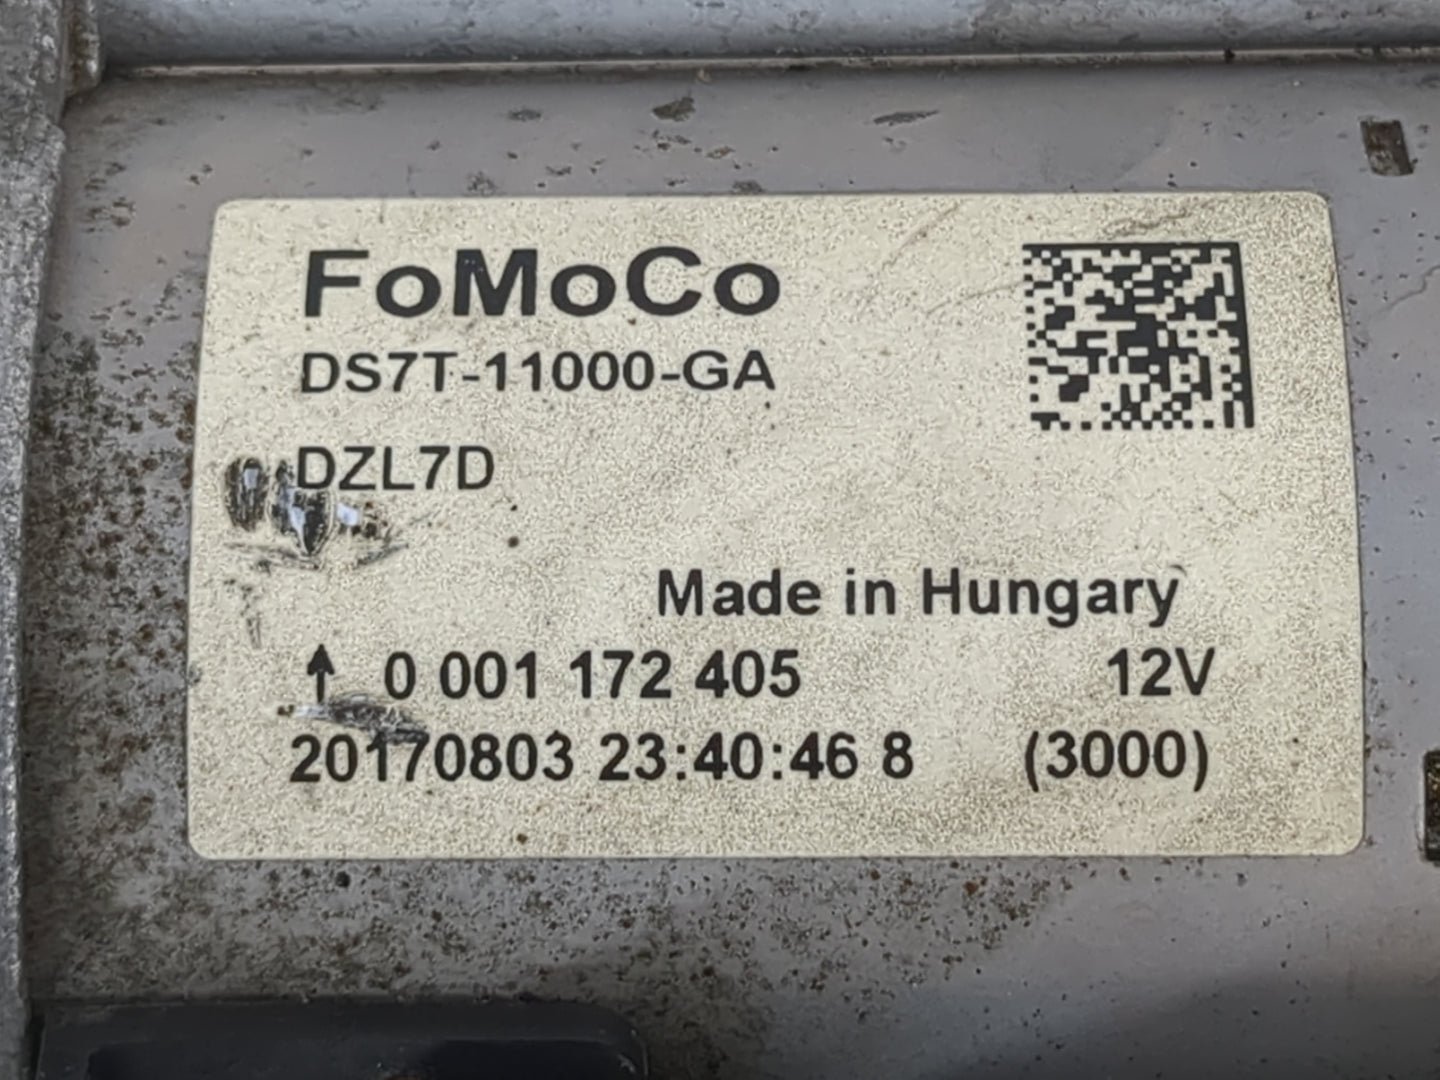 FoMoCo
DS7T-11000-GA
DZL7D
Made in Hungary
↑ 0 001 172 405 12V
20170803 23:40:46 8 (3000)